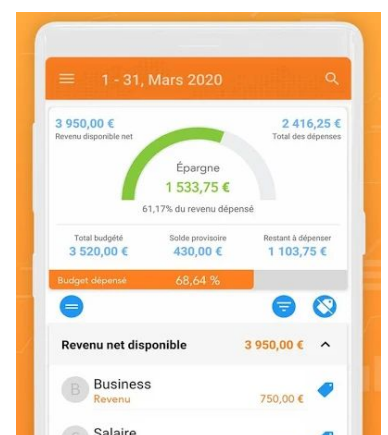 1 - 31, Mars 2020
3 950,00 €
2 416,25 €
Revenu disponible net
Total des dépenses
Épargne
1 533,75 €
61,17% du revenu dépensé
Total budgété
Solde provisoire
Restant à dépenser
3 520,00 €
430,00 €
1 103,75 €
Budget dépensé
68,64 %
Revenu net disponible
3 950,00 €
B
Business
Revenu
750,00 €
Salaire